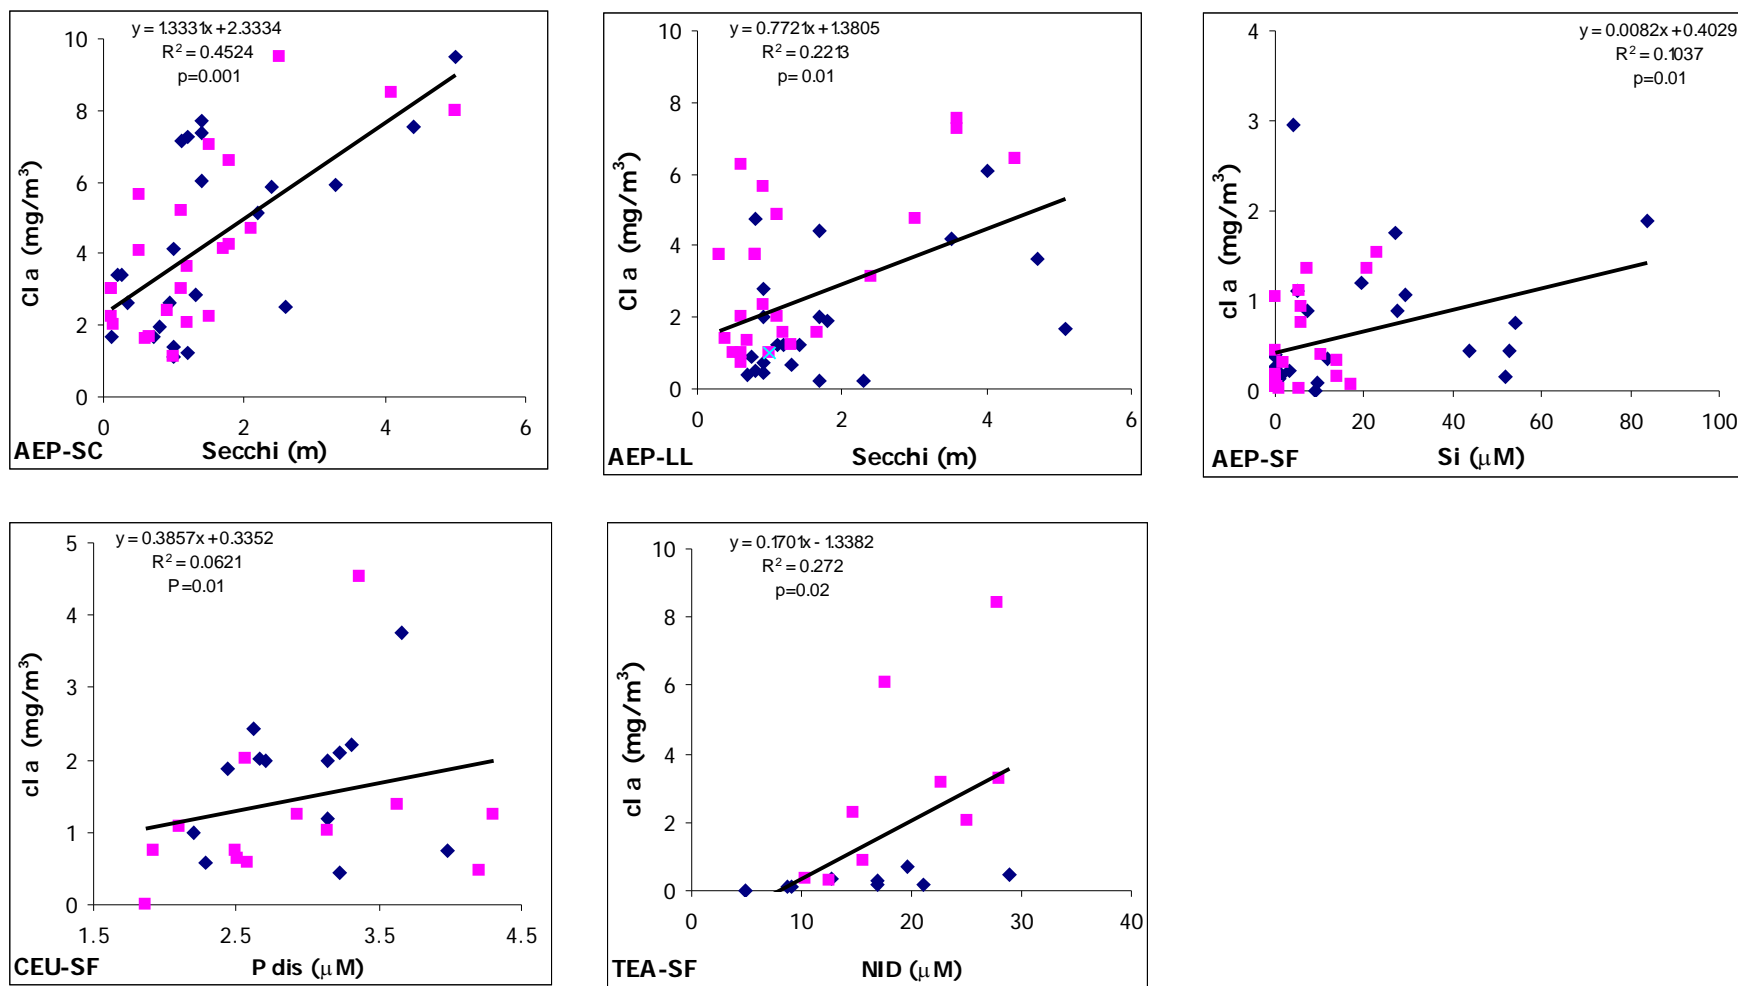 y = 1.3331x + 2.3334
R² = 0.4524
p=0.001
10
8
6
4
2
0
Cl a (mg/m³)
0 2 4 6
AEP-SC Secchi (m)
y = 0.7721x + 1.3805
R² = 0.2213
p= 0.01
10
8
6
4
2
0
Cl a (mg/m³)
0 2 4 6
AEP-LL Secchi (m)
y = 0.0082x + 0.4029
R² = 0.1037
p=0.01
4
3
2
1
0
cl a (mg/m³)
0 20 40 60 80 100
AEP-SF Si (μM)
y = 0.3857x + 0.3352
R² = 0.0621
P=0.01
5
4
3
2
1
0
cl a (mg/m³)
1.5 2.5 3.5 4.5
CEU-SF P dis (μM)
y = 0.1701x - 1.3382
R² = 0.272
p=0.02
10
8
6
4
2
0
cl a (mg/m³)
0 10 20 30 40
TEA-SF NID (μM)